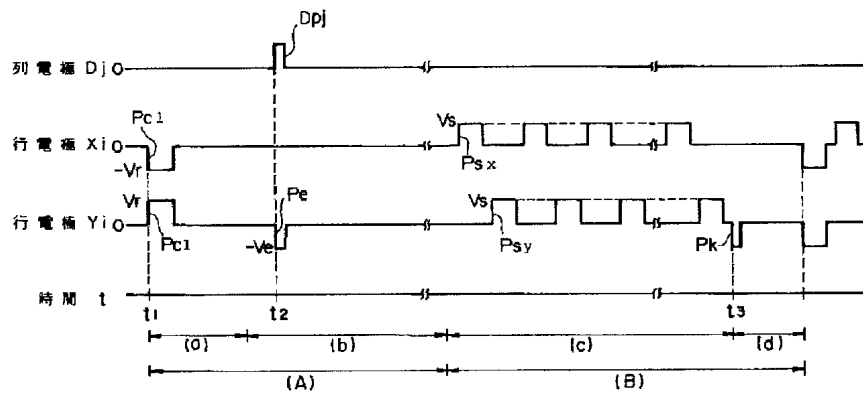 Dpj
列電極 Dj 0
Pc1
Vs
行電極 Xi 0
-Vr
Psx
Vr
Vs
Pe
行電極 Yi 0
Pc1
-Ve
Psy
Pk
時間 t
t1
t2
t3
(a)
(b)
(c)
(d)
(A)
(B)